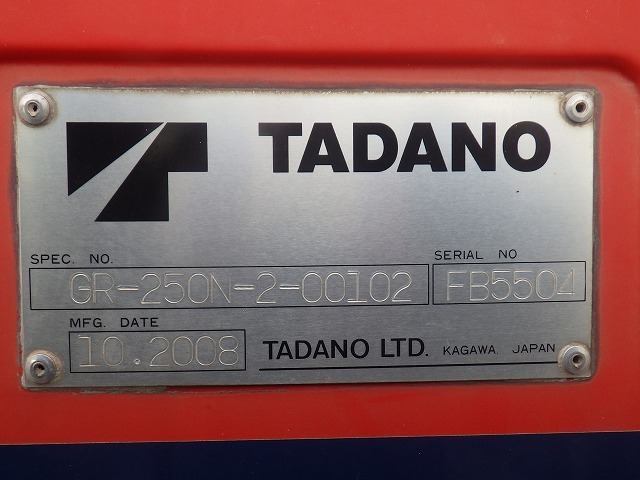 TADANO
SPEC. NO.
SERIAL NO
GR-250N-2-00102
FB5504
MFG. DATE
10.2008
TADANO LTD. KAGAWA, JAPAN